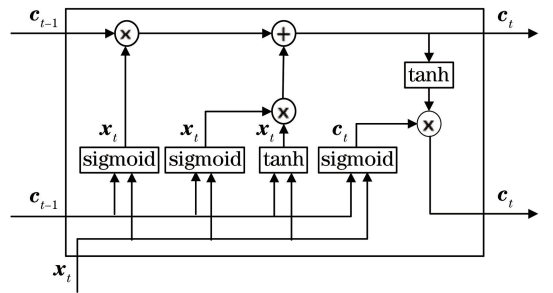 c_{t-1}
c_t
x
+
tanh
x_t
x_t
x
x_t
c_t
x
sigmoid
sigmoid
tanh
sigmoid
c_{t-1}
c_t
x_t